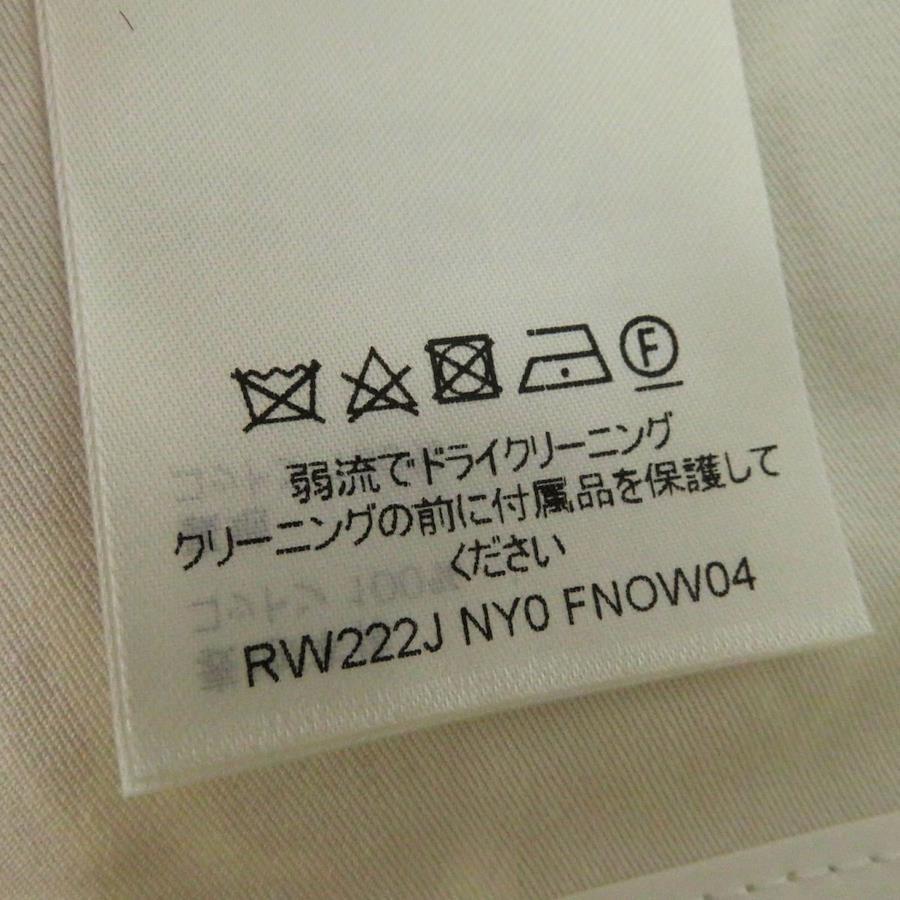 F
弱流でドライクリーニング
クリーニングの前に付属品を保護して
ください
RW222J NY0 FNOW04